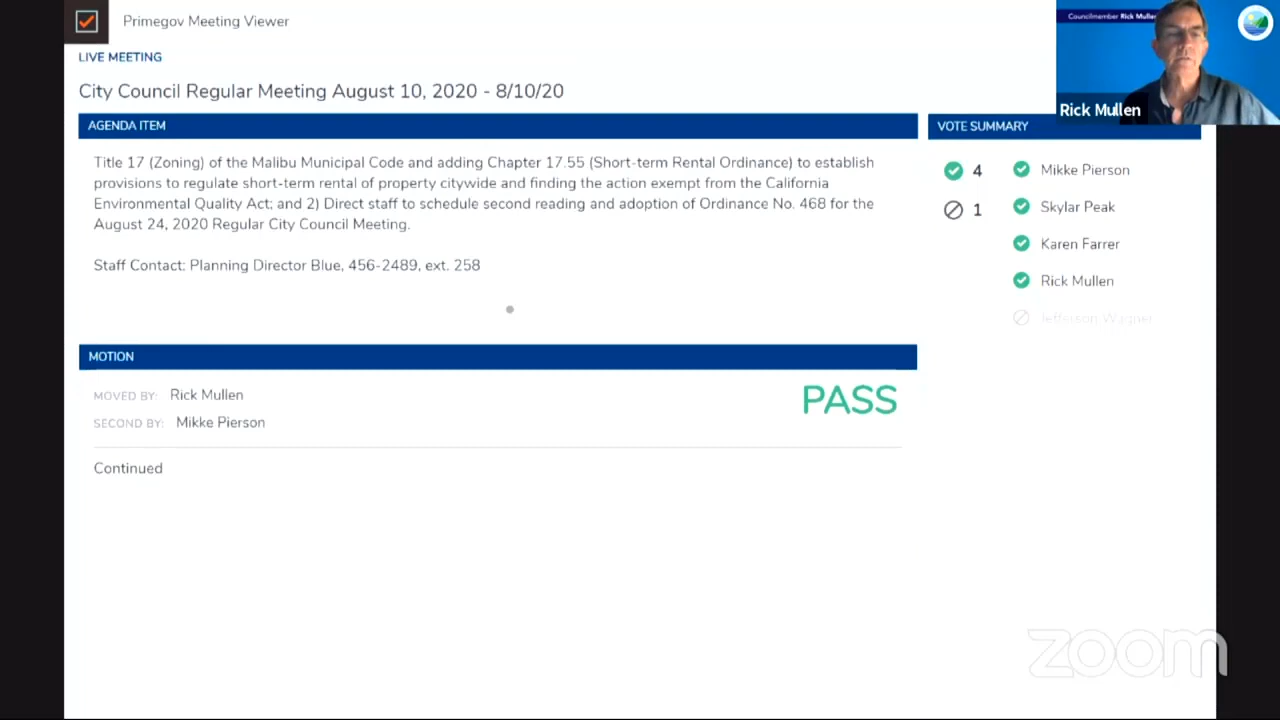 Primegov Meeting Viewer
LIVE MEETING
City Council Regular Meeting August 10, 2020 - 8/10/20
AGENDA ITEM
Title 17 (Zoning) of the Malibu Municipal Code and adding Chapter 17.55 (Short-term Rental Ordinance) to establish
provisions to regulate short-term rental of property citywide and finding the action exempt from the California
Environmental Quality Act; and 2) Direct staff to schedule second reading and adoption of Ordinance No. 468 for the
August 24, 2020 Regular City Council Meeting.
Staff Contact: Planning Director Blue, 456-2489, ext. 258
MOTION
MOVED BY: Rick Mullen
SECOND BY: Mikke Pierson
PASS
Continued
Councilmember Rick Mullen
Rick Mullen
VOTE SUMMARY
4
1
Mikke Pierson
Skylar Peak
Karen Farrer
Rick Mullen
Jefferson Wagner
zoom